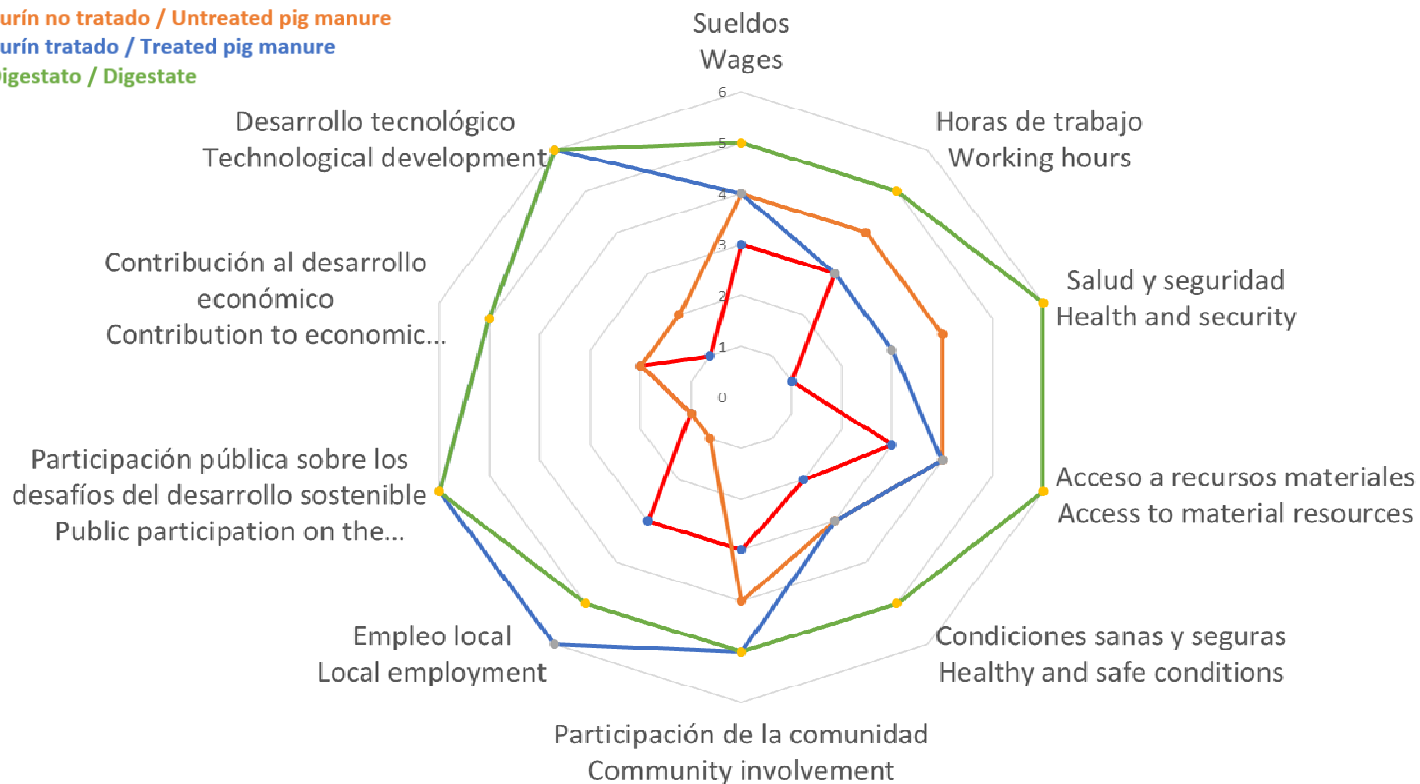 urín no tratado / Untreated pig manure
urín tratado / Treated pig manure
Digestato / Digestate
Sueldos
Wages
Horas de trabajo
Working hours
Salud y seguridad
Health and security
Acceso a recursos materiales
Access to material resources
Condiciones sanas y seguras
Healthy and safe conditions
Participación de la comunidad
Community involvement
Empleo local
Local employment
Participación pública sobre los
desafíos del desarrollo sostenible
Public participation on the...
Contribución al desarrollo
económico
Contribution to economic...
Desarrollo tecnológico
Technological development
6
5
4
3
2
1
0